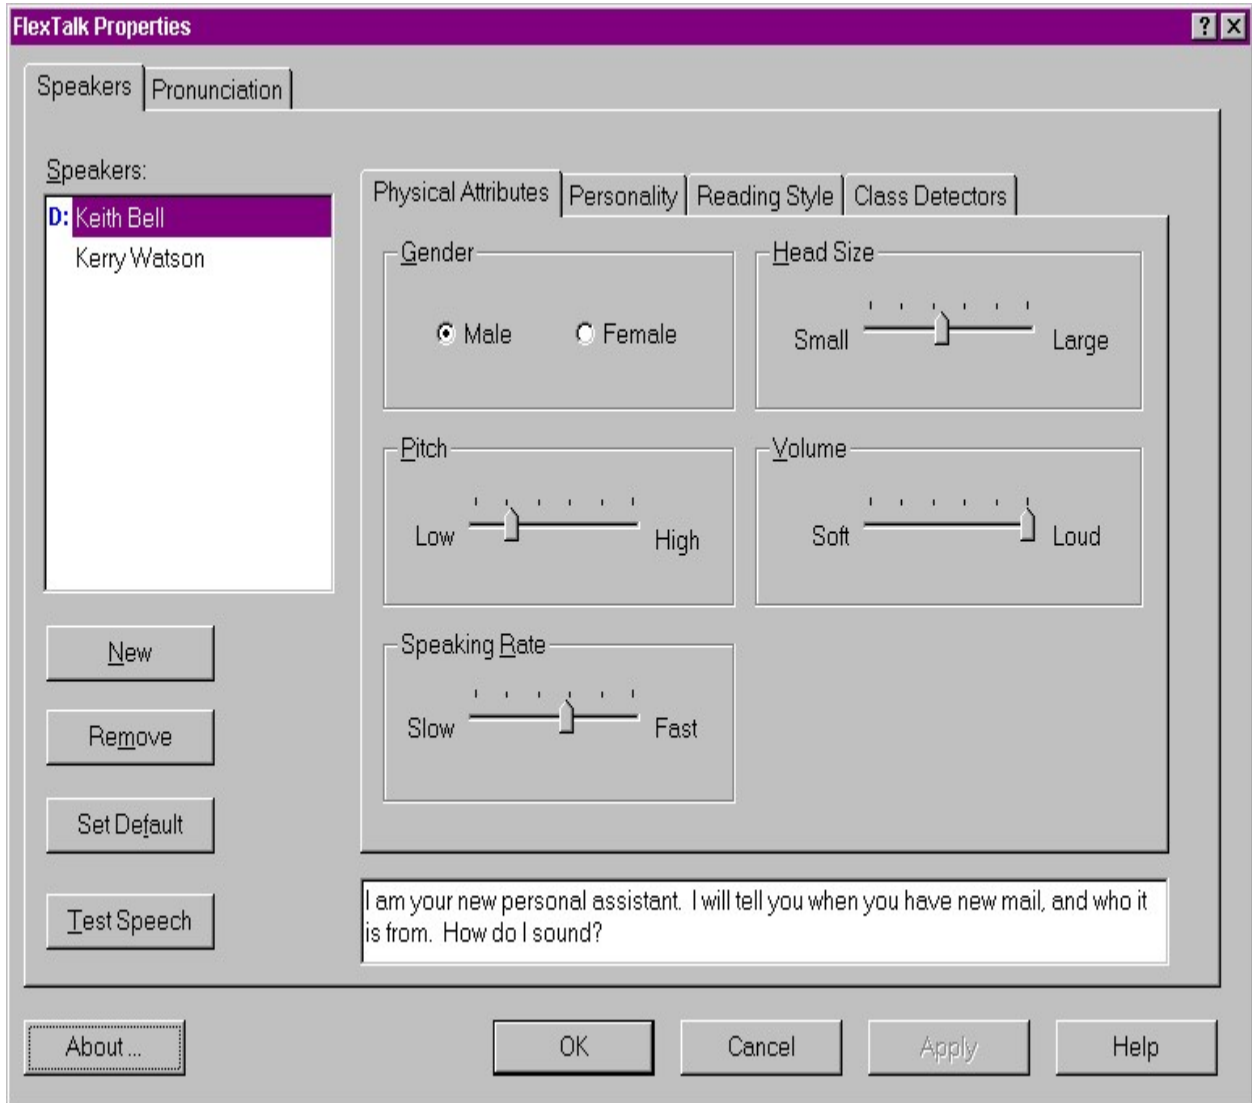 FlexTalk Properties
Speakers
Pronunciation
Speakers:
D: Keith Bell
Kerry Watson
New
Remove
Set Default
Test Speech
Physical Attributes
Personality
Reading Style
Class Detectors
Gender
Male
Female
Head Size
Small
Large
Pitch
Low
High
Volume
Soft
Loud
Speaking Rate
Slow
Fast
I am your new personal assistant.  I will tell you when you have new mail, and who it
is from.  How do I sound?
About ...
OK
Cancel
Apply
Help